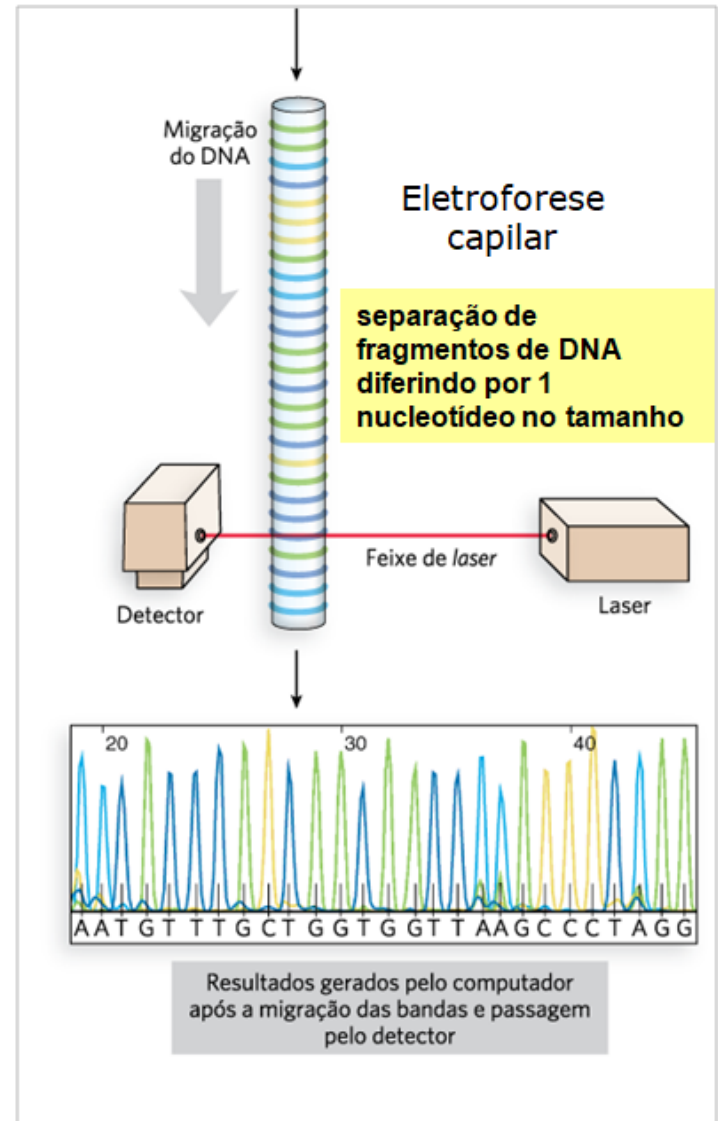 Migração
do DNA
Eletroforese
capilar
separação de
fragmentos de DNA
diferindo por 1
nucleotídeo no tamanho
Feixe de laser
Detector
Laser
20 30 40
AATGTTTGCTGGTGGTTAAGCCCTAGG
Resultados gerados pelo computador
após a migração das bandas e passagem
pelo detector